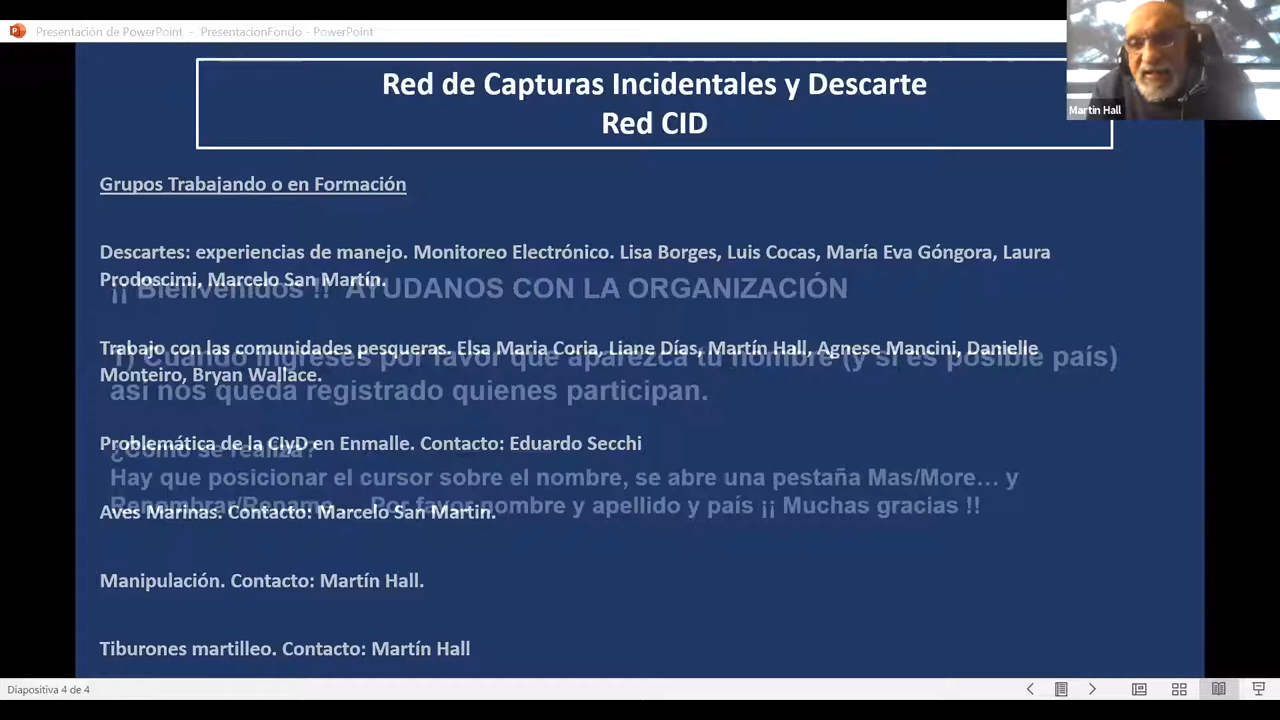 Presentación de PowerPoint - PresentacionFondo - PowerPoint
Martin Hall
Red de Capturas Incidentales y Descarte
Red CID
Grupos Trabajando o en Formación
Descartes: experiencias de manejo. Monitoreo Electrónico. Lisa Borges, Luis Cocas, María Eva Góngora, Laura
Prodoscimi, Marcelo San Martín.
¡¡ Bienvenidos !! AYUDANOS CON LA ORGANIZACIÓN
Trabajo con las comunidades pesqueras. Elsa Maria Coria, Liane Días, Martín Hall, Agnese Mancini, Danielle
1) Cuando ingreses por favor que aparezca tu nombre (y si es posible país)
Monteiro, Bryan Wallace.
asi nos queda registrado quienes participan.
Problemática de la CIyD en Enmalle. Contacto: Eduardo Secchi
¿Como se realiza?
Hay que posicionar el cursor sobre el nombre, se abre una pestaña Mas/More... y
Renombrar/Rename... Por favor nombre y apellido y país ¡¡ Muchas gracias !!
Aves Marinas. Contacto: Marcelo San Martin.
Manipulación. Contacto: Martín Hall.
Tiburones martilleo. Contacto: Martín Hall
Diapositiva 4 de 4